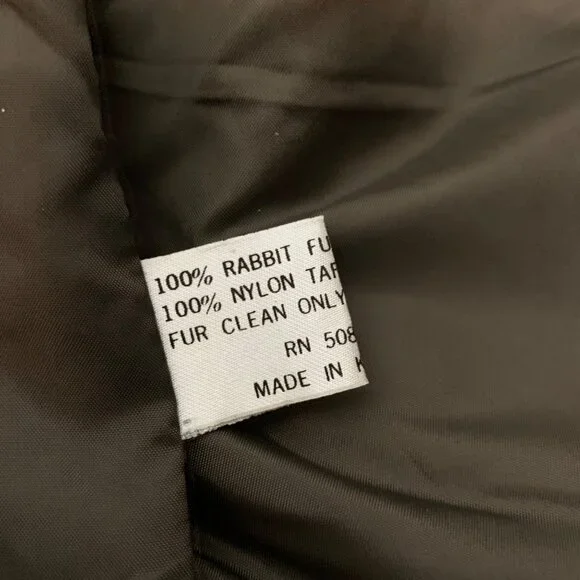 100% RABBIT FU
100% NYLON TAF
FUR CLEAN ONLY
RN 508
MADE IN K